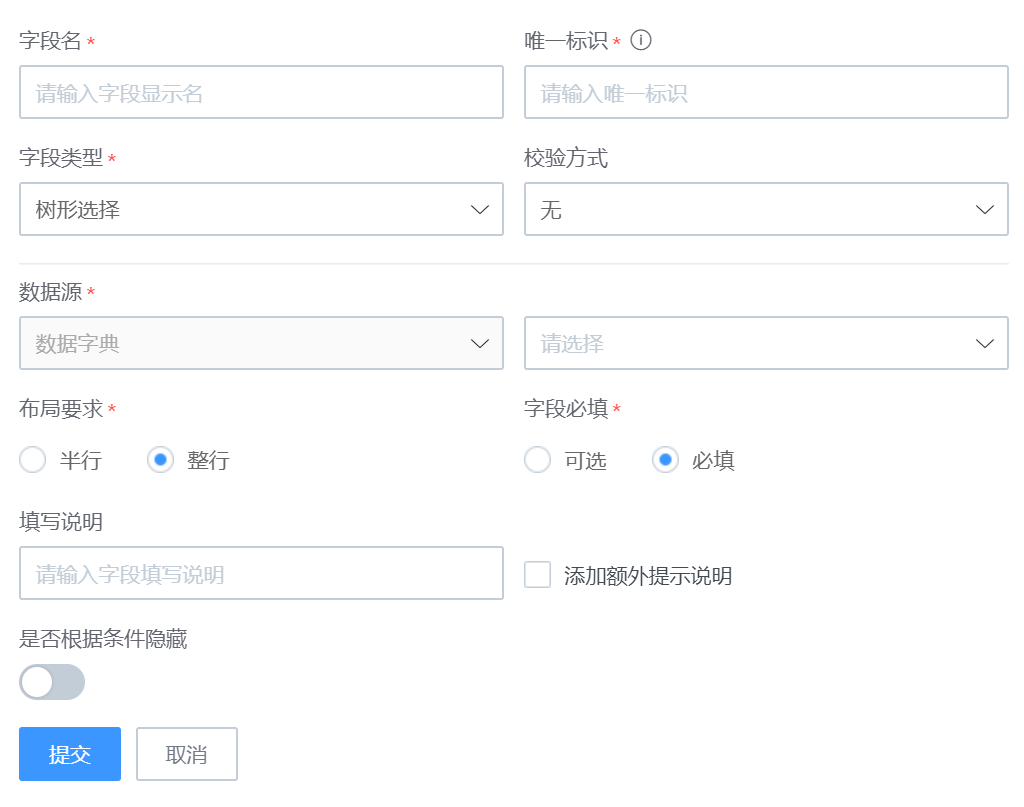 字段名 *
唯一标识 *
请输入字段显示名
请输入唯一标识
字段类型 *
校验方式
树形选择
无
数据源 *
数据字典
请选择
布局要求 *
字段必填 *
半行 整行
可选 必填
填写说明
请输入字段填写说明
添加额外提示说明
是否根据条件隐藏
提交 取消